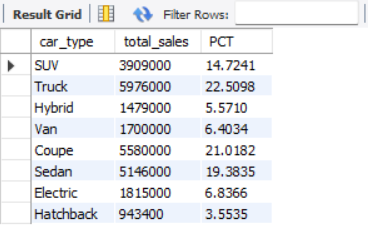 Result Grid Filter Rows:
car_type total_sales PCT
SUV 3909000 14.7241
Truck 5976000 22.5098
Hybrid 1479000 5.5710
Van 1700000 6.4034
Coupe 5580000 21.0182
Sedan 5146000 19.3835
Electric 1815000 6.8366
Hatchback 943400 3.5535